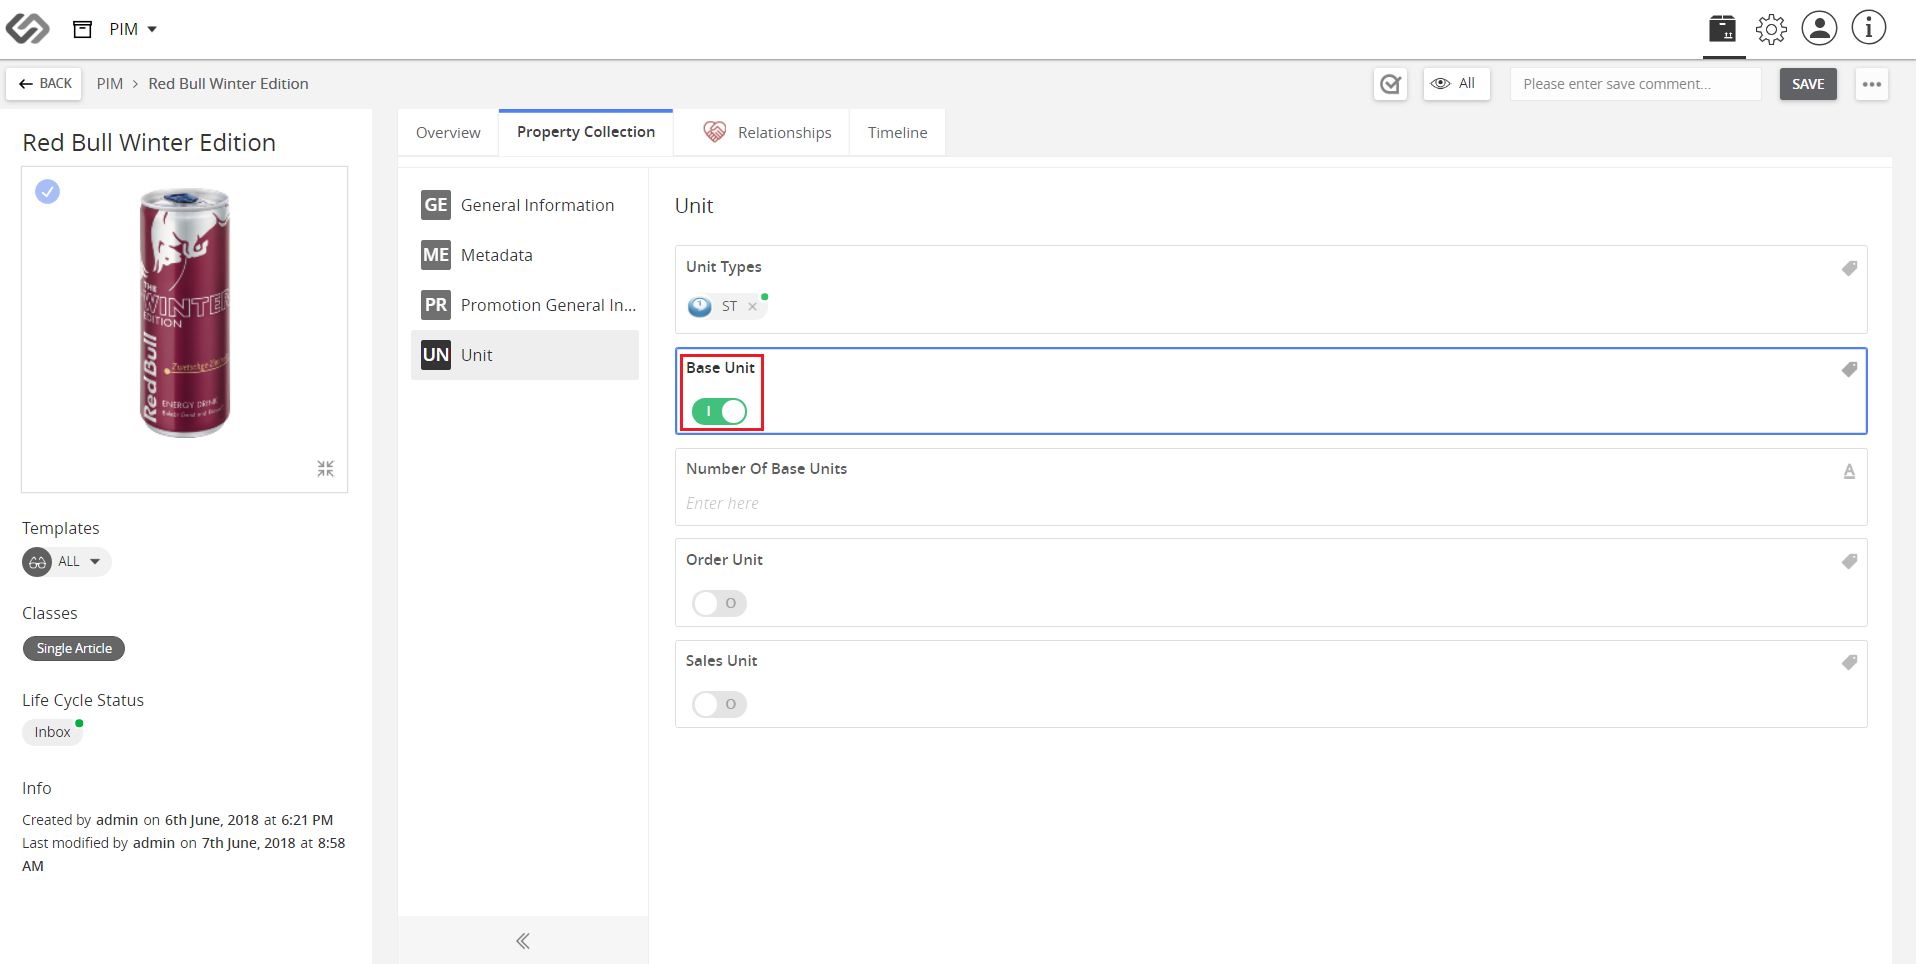 PIM
BACK
PIM > Red Bull Winter Edition
All
Please enter save comment...
SAVE
Red Bull Winter Edition
THE
WINTER
EDITION
Red Bull
ENERGY DRINK
Templates
ALL
Classes
Single Article
Life Cycle Status
Inbox
Info
Created by admin on 6th June, 2018 at 6:21 PM
Last modified by admin on 7th June, 2018 at 8:58
AM
Overview
Property Collection
Relationships
Timeline
GE General Information
ME Metadata
PR Promotion General In...
UN Unit
Unit
Unit Types
ST
Base Unit
I
Number Of Base Units
A
Enter here
Order Unit
O
Sales Unit
O